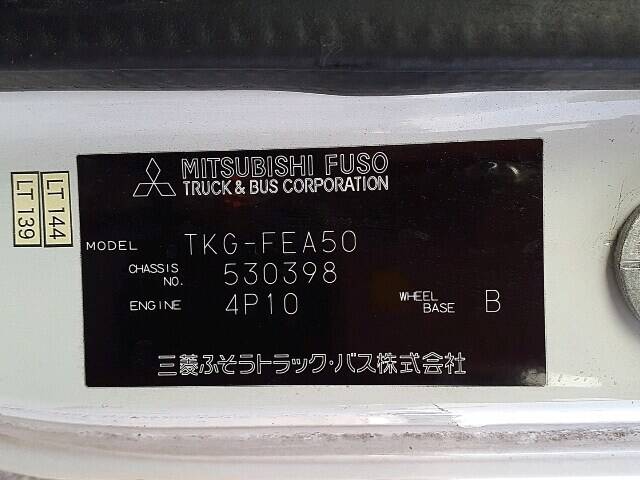 MITSUBISHI FUSO
TRUCK & BUS CORPORATION
LT 139
LT 144
MODEL TKG-FEA50
CHASSIS NO. 530398
ENGINE 4P10 WHEEL BASE B
三菱ふそうトラック・バス株式会社